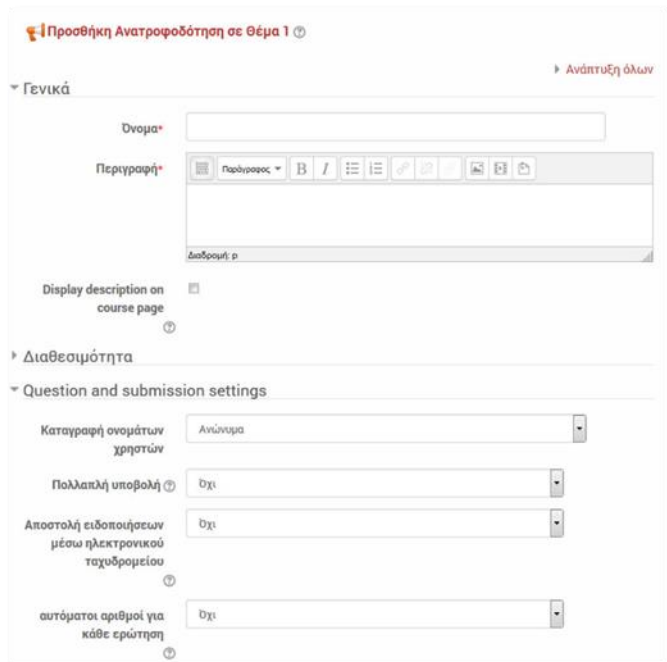 Προσθήκη Ανατροφοδότηση σε Θέμα 1
Ανάπτυξη όλων
Γενικά
Όνομα*
Περιγραφή*
Παράγραφος
B I
Διαδρομή: p
Display description on
course page
Διαθεσιμότητα
Question and submission settings
Καταγραφή ονομάτων
χρηστών
Ανώνυμα
Πολλαπλή υποβολή
Όχι
Αποστολή ειδοποιήσεων
μέσω ηλεκτρονικού
ταχυδρομείου
Όχι
αυτόματοι αριθμοί για
κάθε ερώτηση
Όχι